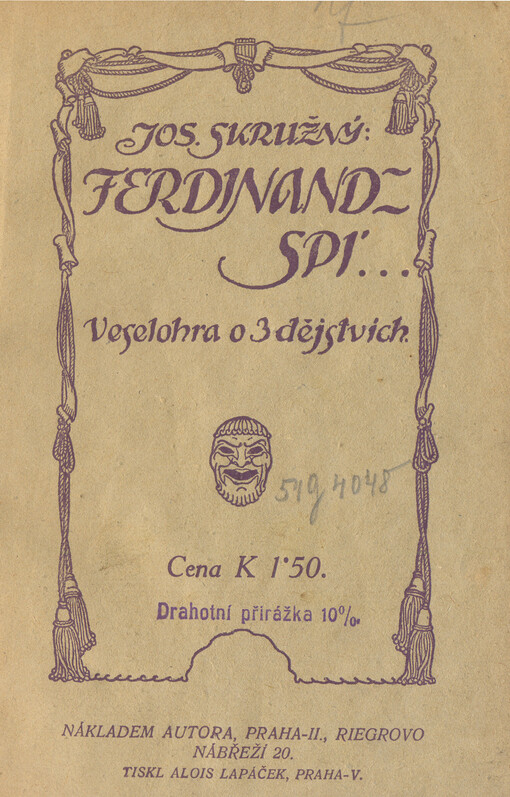 JOS. SKRUŽNÝ:
FERDINAND
SPÍ...
Veselohra o 3 dějstvích.
519 4048
Cena K 1·50.
Drahotní přirážka 10%.
NÁKLADEM AUTORA, PRAHA-II., RIEGROVO
NÁBŘEŽÍ 20.
TISKL ALOIS LAPÁČEK, PRAHA-V.